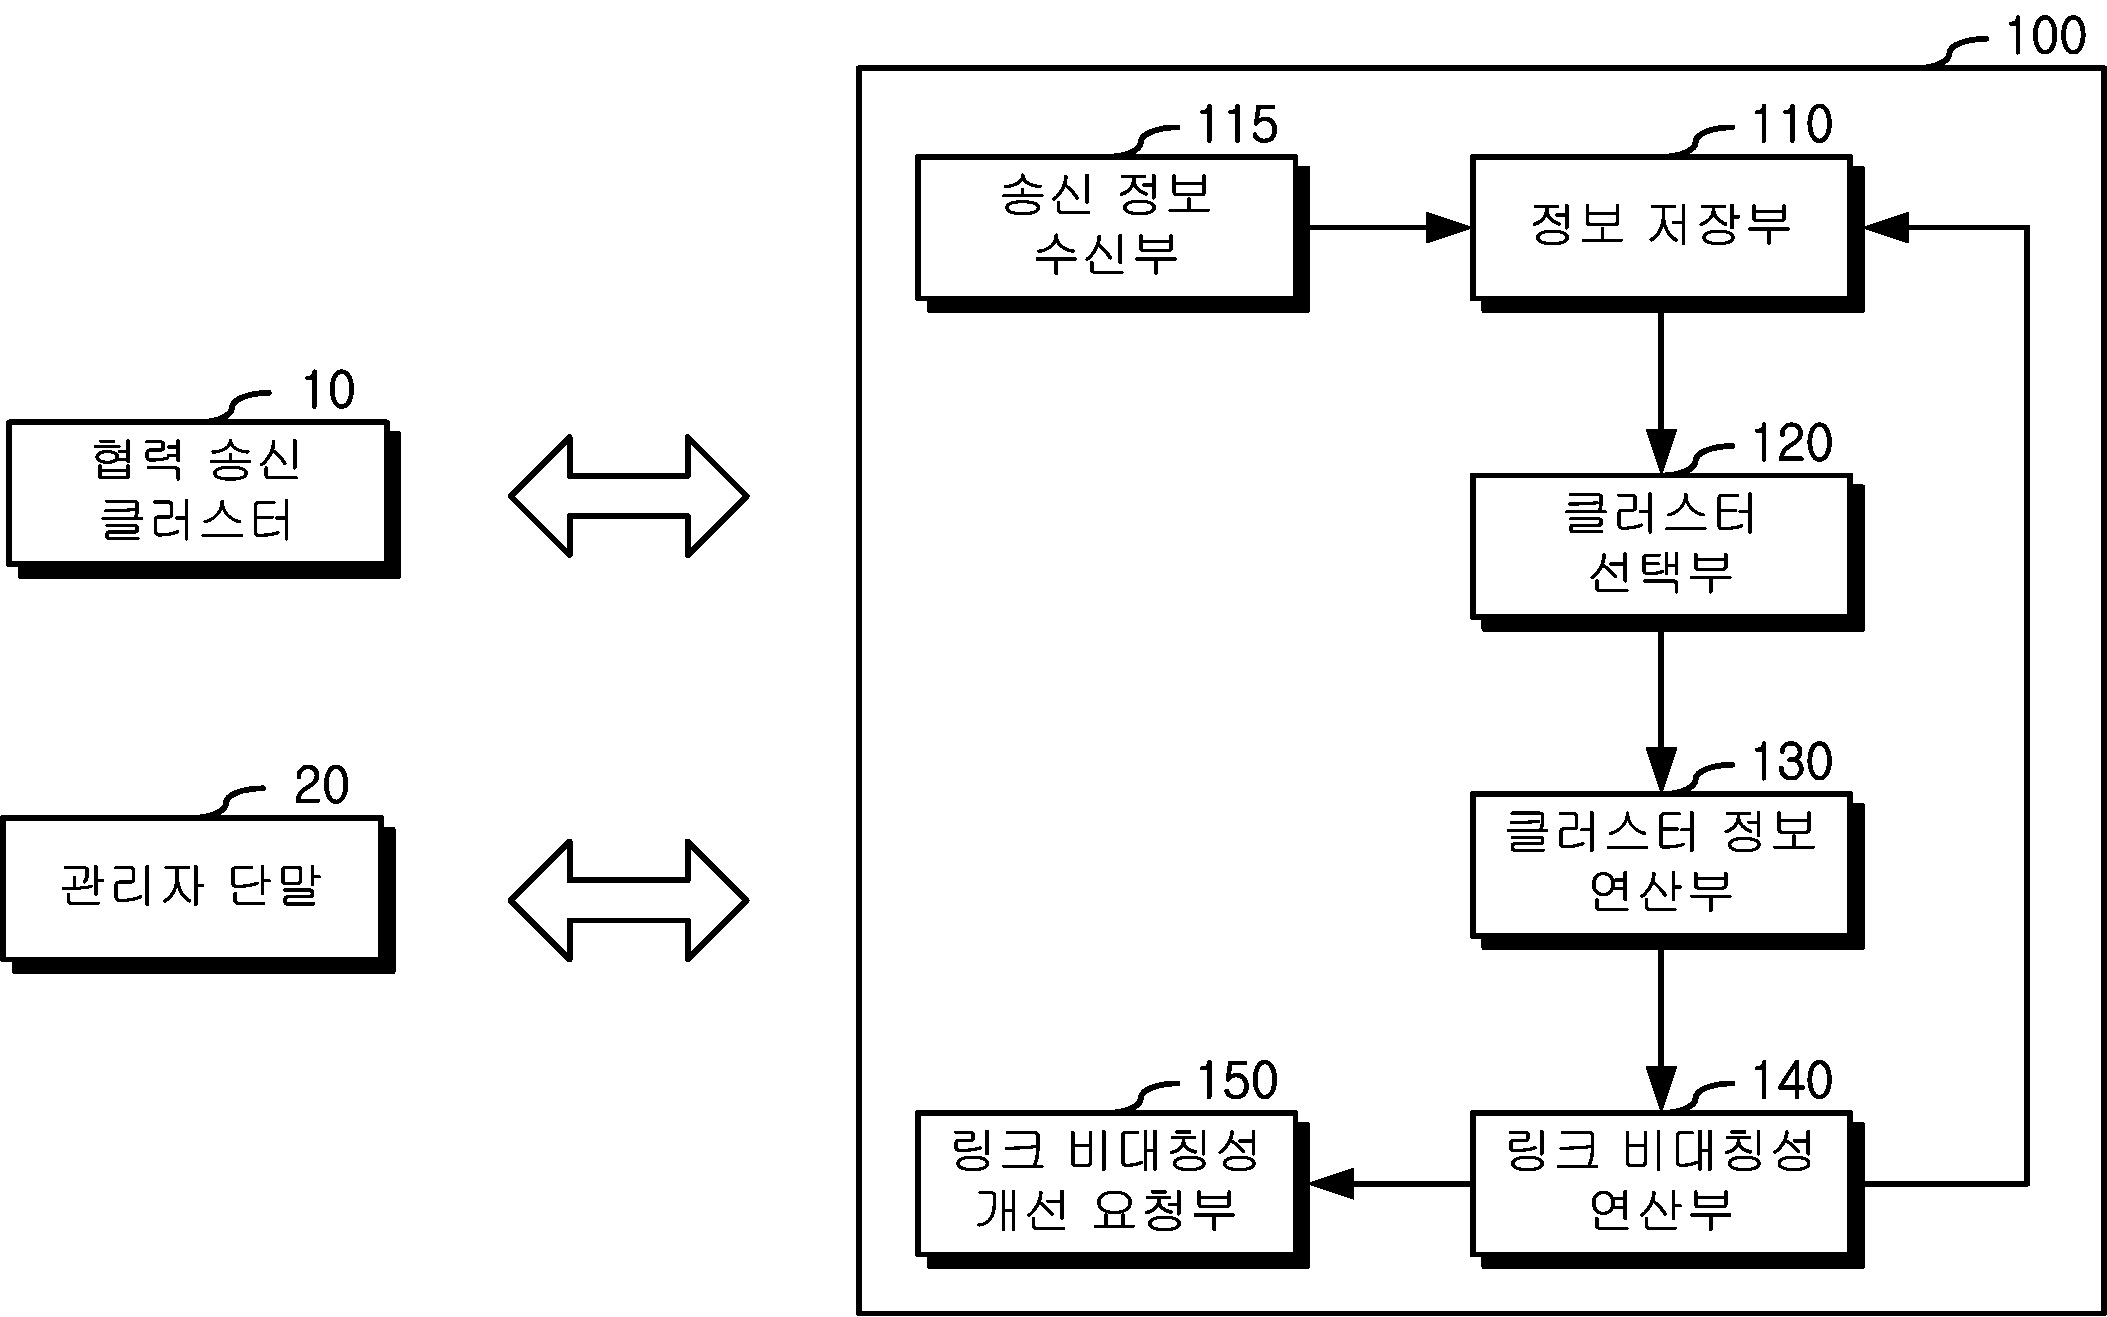 100
115
110
송신 정보
수신부
정보 저장부
10
협력 송신
클러스터
120
클러스터
선택부
20
관리자 단말
130
클러스터 정보
연산부
150
링크 비대칭성
개선 요청부
140
링크 비대칭성
연산부